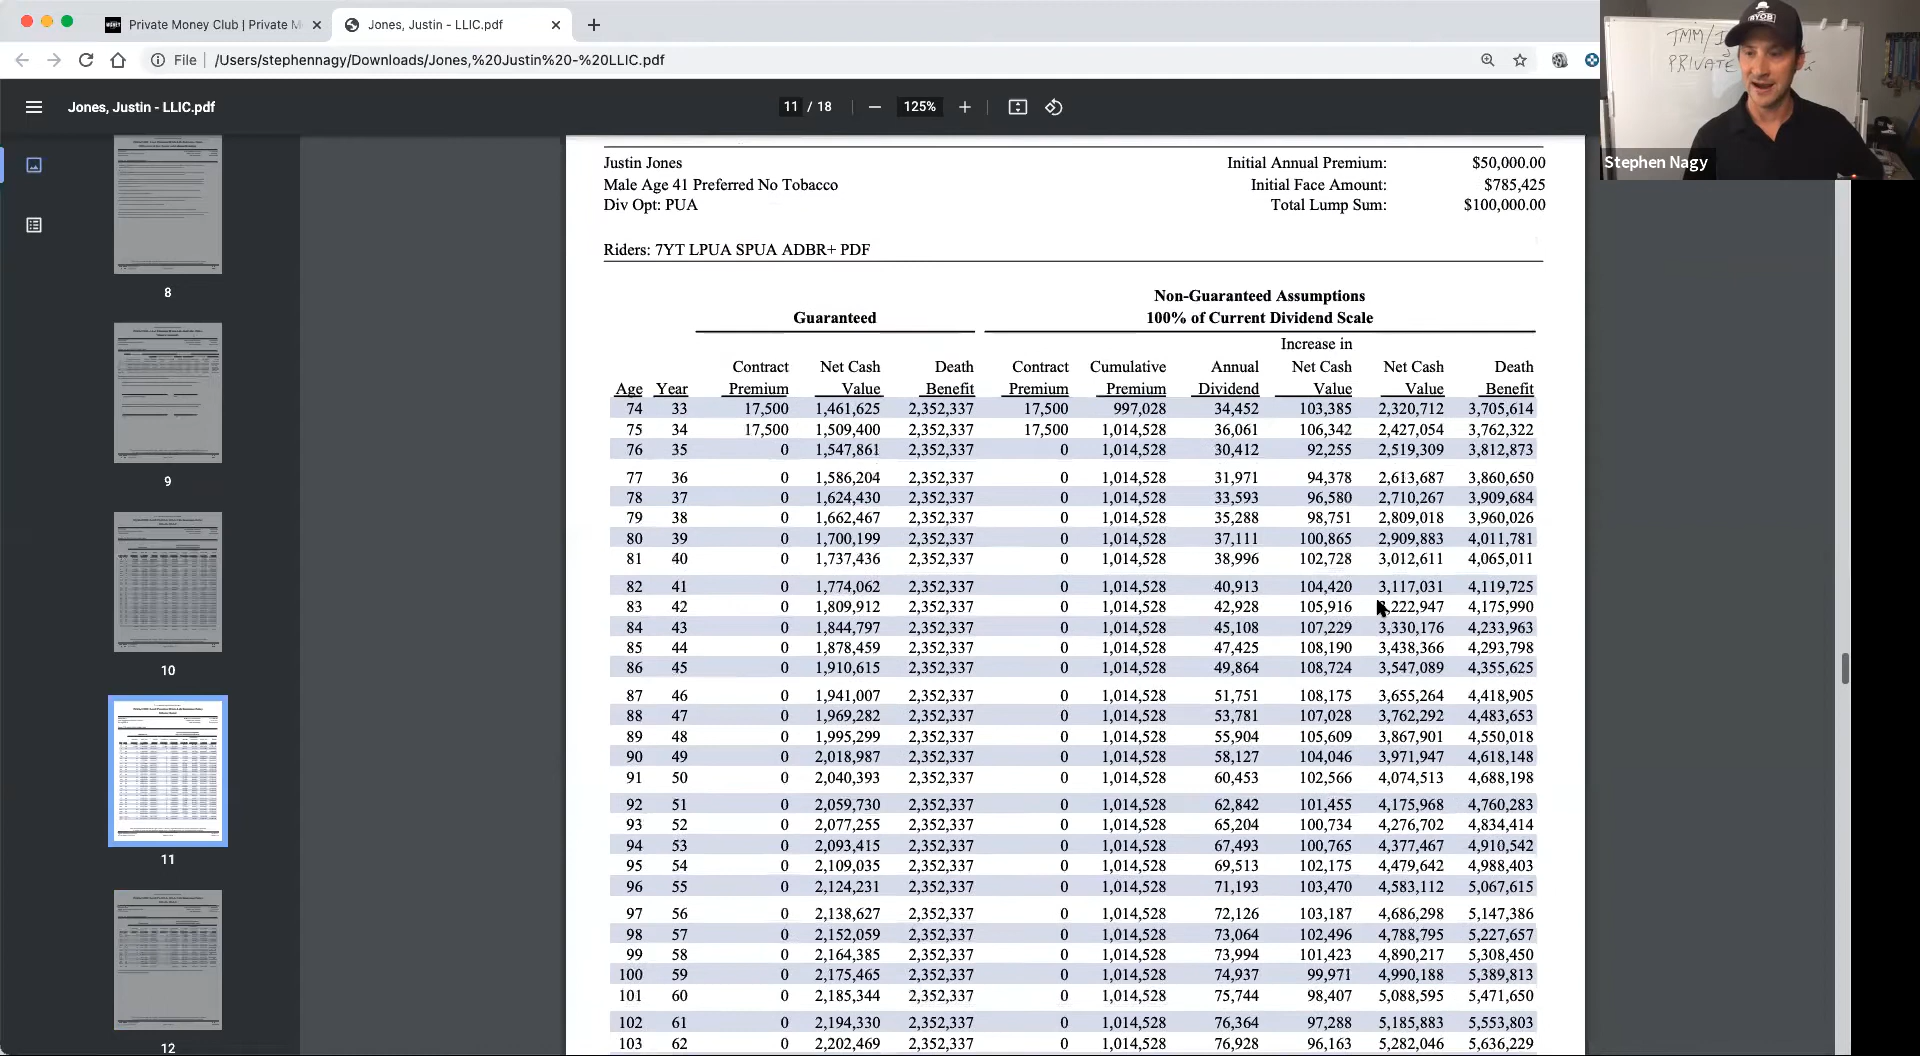 Private Money Club | Private M
Jones, Justin - LLIC.pdf
File
/Users/stephennagy/Downloads/Jones,%20Justin%20-%20LLIC.pdf
Jones, Justin - LLIC.pdf
11 / 18
125%
BYOB
TMM/I
PRIVATE
Stephen Nagy
8
9
10
11
12
Justin Jones Initial Annual Premium: $50,000.00
Male Age 41 Preferred No Tobacco Initial Face Amount: $785,425
Div Opt: PUA Total Lump Sum: $100,000.00
Riders: 7YT LPUA SPUA ADBR+ PDF
Non-Guaranteed Assumptions
Guaranteed 100% of Current Dividend Scale
Increase in
Contract Net Cash Death Contract Cumulative Annual Net Cash Net Cash Death
Age Year Premium Value Benefit Premium Premium Dividend Value Value Benefit
74 33 17,500 1,461,625 2,352,337 17,500 997,028 34,452 103,385 2,320,712 3,705,614
75 34 17,500 1,509,400 2,352,337 17,500 1,014,528 36,061 106,342 2,427,054 3,762,322
76 35 0 1,547,861 2,352,337 0 1,014,528 30,412 92,255 2,519,309 3,812,873
77 36 0 1,586,204 2,352,337 0 1,014,528 31,971 94,378 2,613,687 3,860,650
78 37 0 1,624,430 2,352,337 0 1,014,528 33,593 96,580 2,710,267 3,909,684
79 38 0 1,662,467 2,352,337 0 1,014,528 35,288 98,751 2,809,018 3,960,026
80 39 0 1,700,199 2,352,337 0 1,014,528 37,111 100,865 2,909,883 4,011,781
81 40 0 1,737,436 2,352,337 0 1,014,528 38,996 102,728 3,012,611 4,065,011
82 41 0 1,774,062 2,352,337 0 1,014,528 40,913 104,420 3,117,031 4,119,725
83 42 0 1,809,912 2,352,337 0 1,014,528 42,928 105,916 3,222,947 4,175,990
84 43 0 1,844,797 2,352,337 0 1,014,528 45,108 107,229 3,330,176 4,233,963
85 44 0 1,878,459 2,352,337 0 1,014,528 47,425 108,190 3,438,366 4,293,798
86 45 0 1,910,615 2,352,337 0 1,014,528 49,864 108,724 3,547,089 4,355,625
87 46 0 1,941,007 2,352,337 0 1,014,528 51,751 108,175 3,655,264 4,418,905
88 47 0 1,969,282 2,352,337 0 1,014,528 53,781 107,028 3,762,292 4,483,653
89 48 0 1,995,299 2,352,337 0 1,014,528 55,904 105,609 3,867,901 4,550,018
90 49 0 2,018,987 2,352,337 0 1,014,528 58,127 104,046 3,971,947 4,618,148
91 50 0 2,040,393 2,352,337 0 1,014,528 60,453 102,566 4,074,513 4,688,198
92 51 0 2,059,730 2,352,337 0 1,014,528 62,842 101,455 4,175,968 4,760,283
93 52 0 2,077,255 2,352,337 0 1,014,528 65,204 100,734 4,276,702 4,834,414
94 53 0 2,093,415 2,352,337 0 1,014,528 67,493 100,765 4,377,467 4,910,542
95 54 0 2,109,035 2,352,337 0 1,014,528 69,513 102,175 4,479,642 4,988,403
96 55 0 2,124,231 2,352,337 0 1,014,528 71,193 103,470 4,583,112 5,067,615
97 56 0 2,138,627 2,352,337 0 1,014,528 72,126 103,187 4,686,298 5,147,386
98 57 0 2,152,059 2,352,337 0 1,014,528 73,064 102,496 4,788,795 5,227,657
99 58 0 2,164,385 2,352,337 0 1,014,528 73,994 101,423 4,890,217 5,308,450
100 59 0 2,175,465 2,352,337 0 1,014,528 74,937 99,971 4,990,188 5,389,813
101 60 0 2,185,344 2,352,337 0 1,014,528 75,744 98,407 5,088,595 5,471,650
102 61 0 2,194,330 2,352,337 0 1,014,528 76,364 97,288 5,185,883 5,553,803
103 62 0 2,202,469 2,352,337 0 1,014,528 76,928 96,163 5,282,046 5,636,229